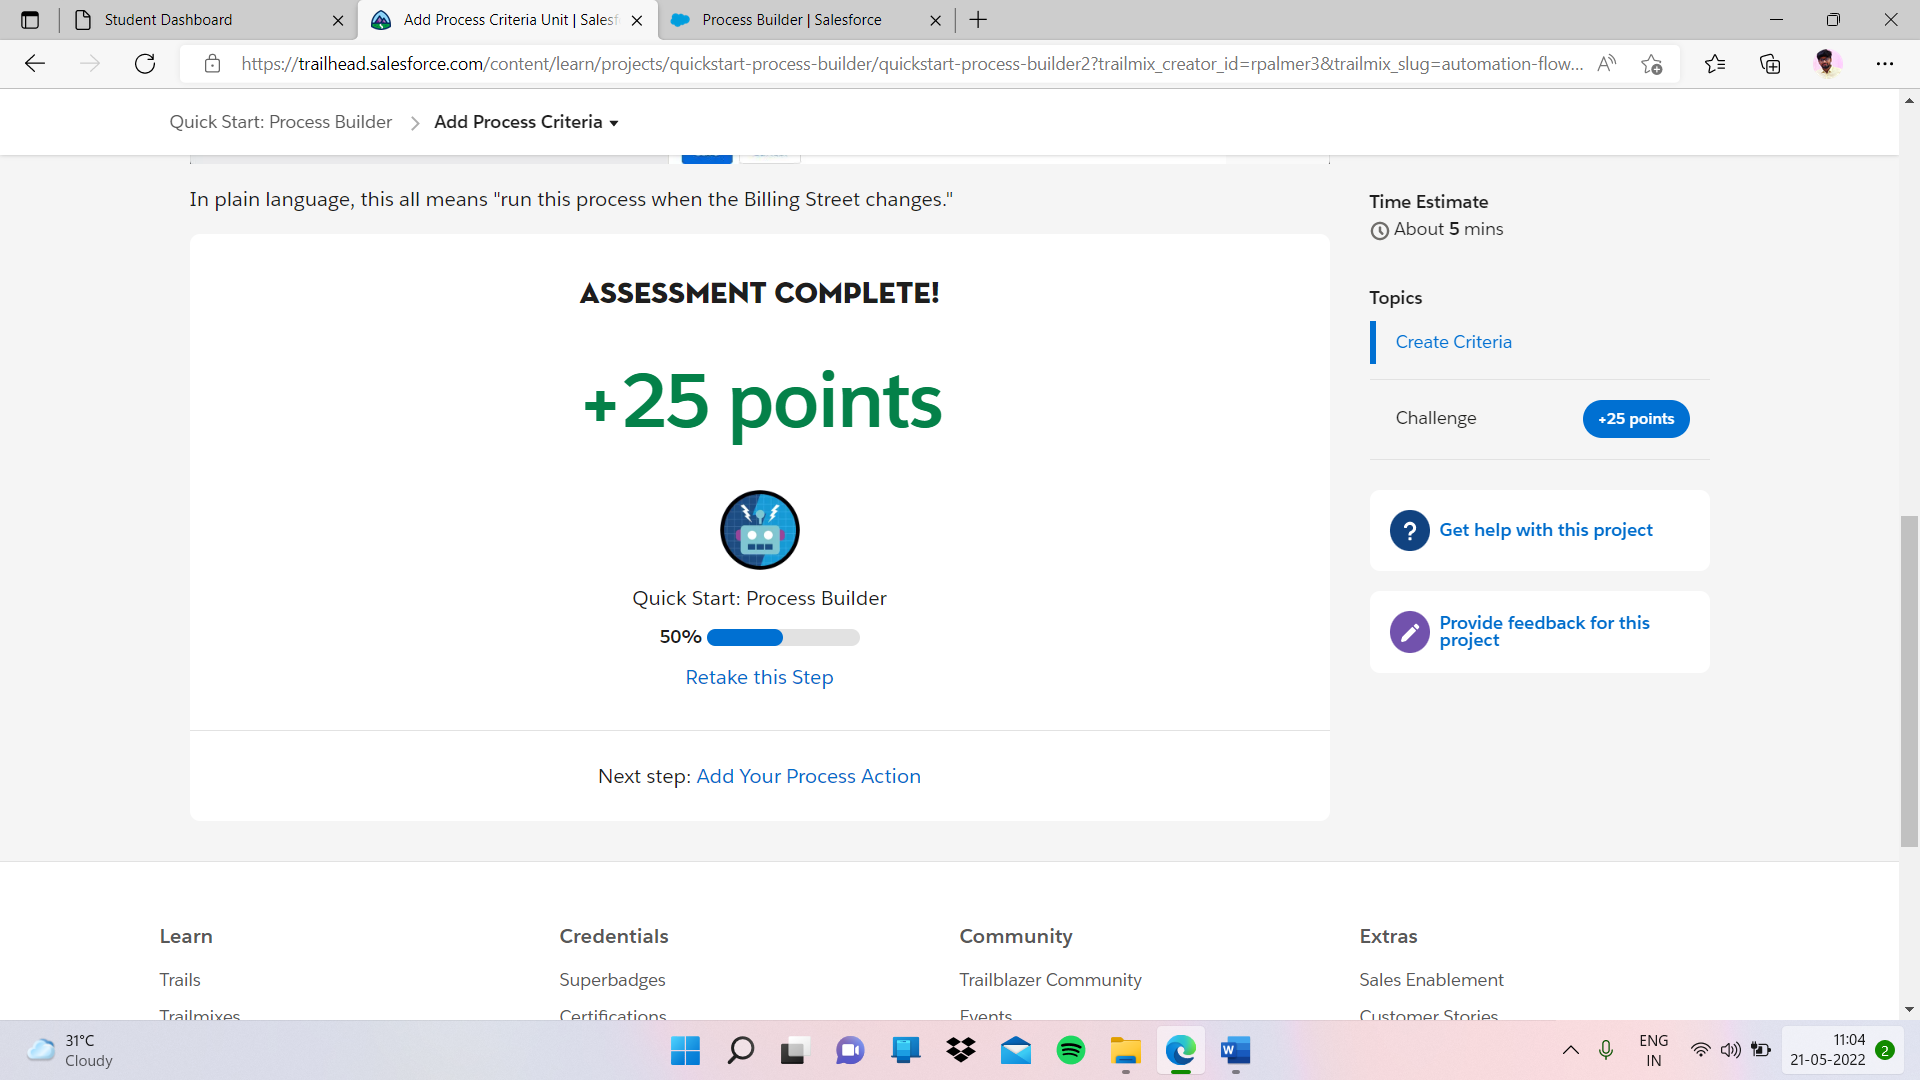 Student Dashboard
Add Process Criteria Unit | Salesf
Process Builder | Salesforce
https://trailhead.salesforce.com/content/learn/projects/quickstart-process-builder/quickstart-process-builder2?trailmix_creator_id=rpalmer3&trailmix_slug=automation-flow...
Quick Start: Process Builder
Add Process Criteria
In plain language, this all means "run this process when the Billing Street changes."
ASSESSMENT COMPLETE!
+25 points
Quick Start: Process Builder
50%
Retake this Step
Next step: Add Your Process Action
Time Estimate
About 5 mins
Topics
Create Criteria
Challenge
+25 points
? Get help with this project
Provide feedback for this
project
Learn
Trails
Trailmixes
Credentials
Superbadges
Certifications
Community
Trailblazer Community
Events
Extras
Sales Enablement
Customer Stories
31°C
Cloudy
W
ENG
IN
11:04
21-05-2022
2